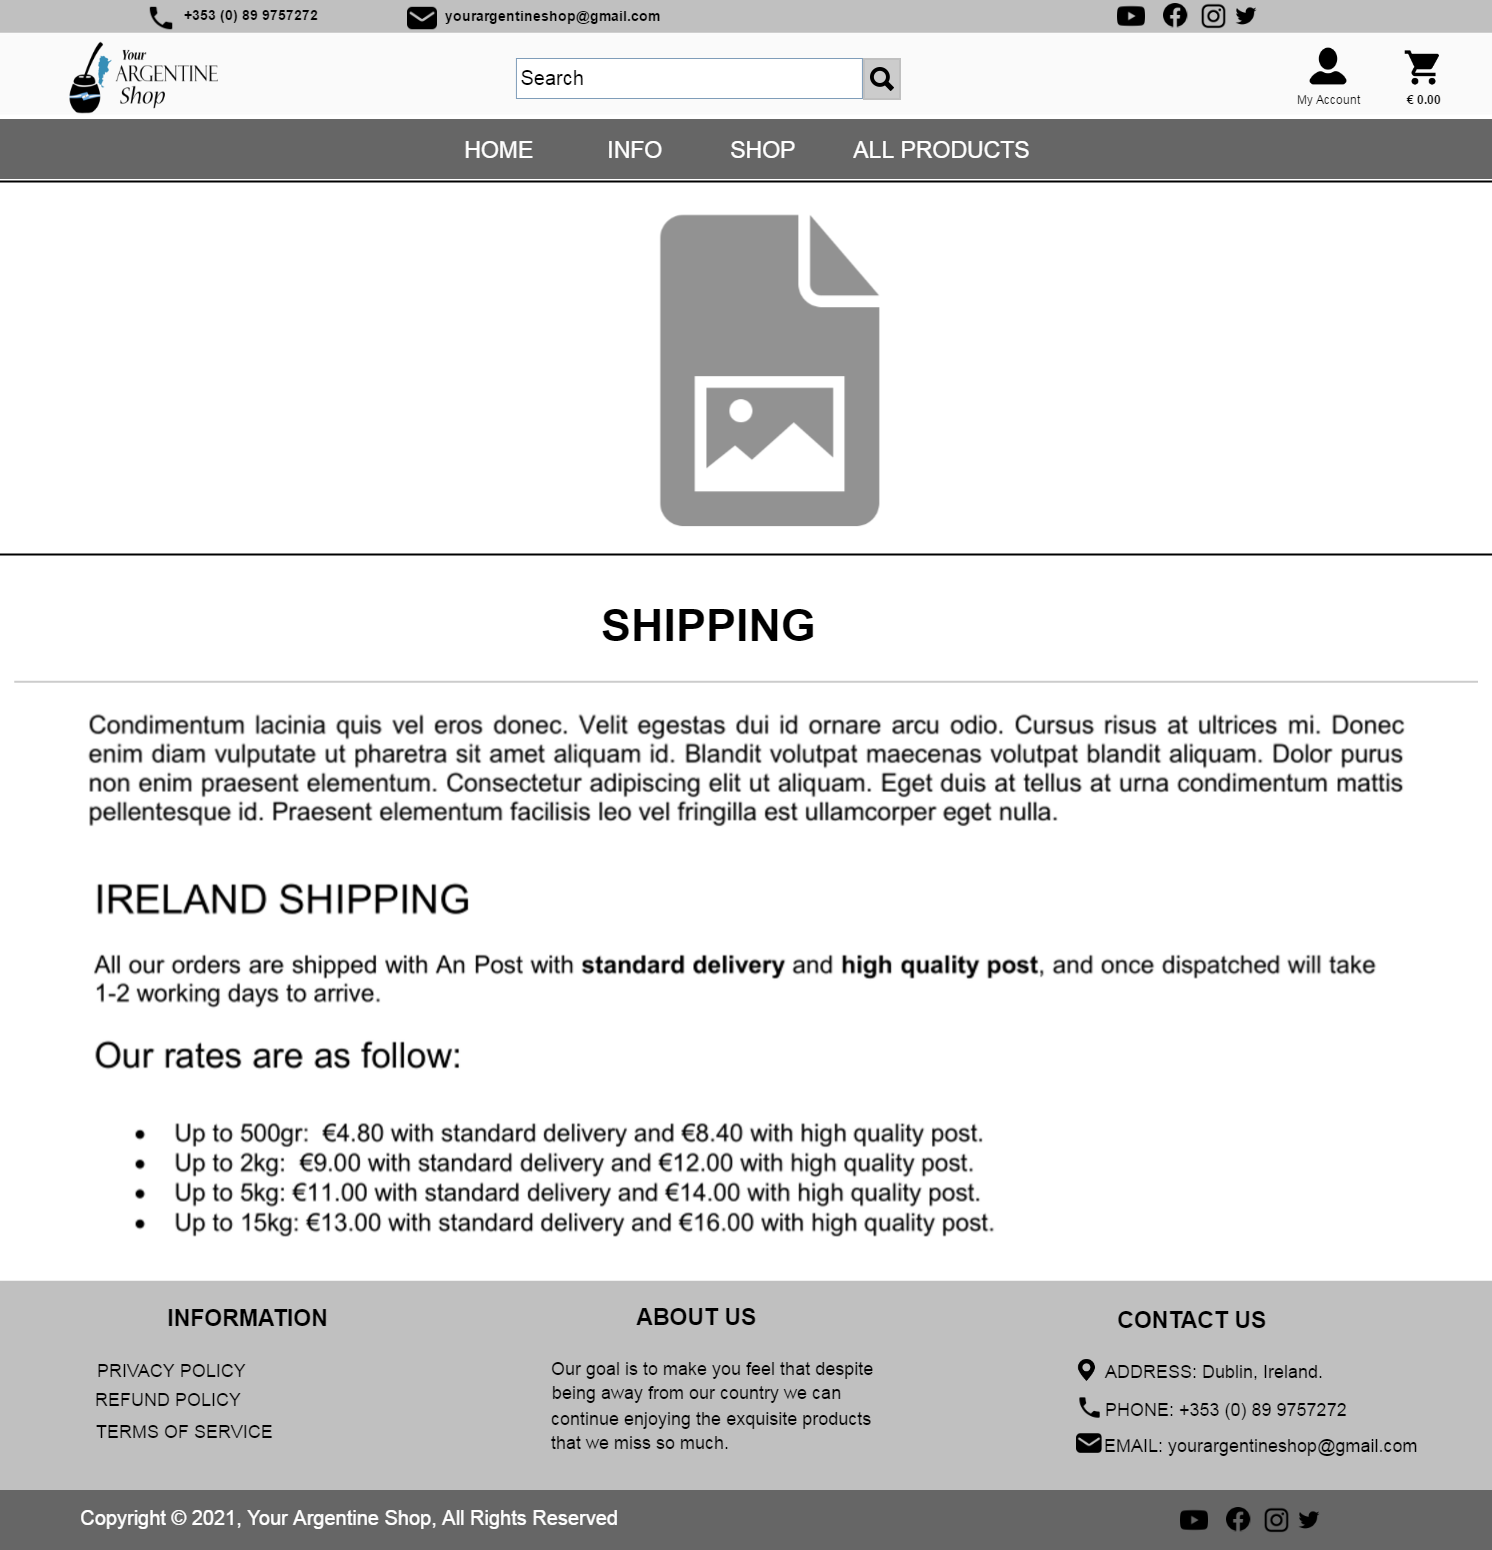 +353 (0) 89 9757272
yourargentineshop@gmail.com
Your
ARGENTINE
Shop
Search
My Account
€ 0.00
HOME INFO SHOP ALL PRODUCTS
SHIPPING
Condimentum lacinia quis vel eros donec. Velit egestas dui id ornare arcu odio. Cursus risus at ultrices mi. Donec
enim diam vulputate ut pharetra sit amet aliquam id. Blandit volutpat maecenas volutpat blandit aliquam. Dolor purus
non enim praesent elementum. Consectetur adipiscing elit ut aliquam. Eget duis at tellus at urna condimentum mattis
pellentesque id. Praesent elementum facilisis leo vel fringilla est ullamcorper eget nulla.
IRELAND SHIPPING
All our orders are shipped with An Post with standard delivery and high quality post, and once dispatched will take
1-2 working days to arrive.
Our rates are as follow:
• Up to 500gr: €4.80 with standard delivery and €8.40 with high quality post.
• Up to 2kg: €9.00 with standard delivery and €12.00 with high quality post.
• Up to 5kg: €11.00 with standard delivery and €14.00 with high quality post.
• Up to 15kg: €13.00 with standard delivery and €16.00 with high quality post.
INFORMATION
PRIVACY POLICY
REFUND POLICY
TERMS OF SERVICE
ABOUT US
Our goal is to make you feel that despite
being away from our country we can
continue enjoying the exquisite products
that we miss so much.
CONTACT US
ADDRESS: Dublin, Ireland.
PHONE: +353 (0) 89 9757272
EMAIL: yourargentineshop@gmail.com
Copyright © 2021, Your Argentine Shop, All Rights Reserved